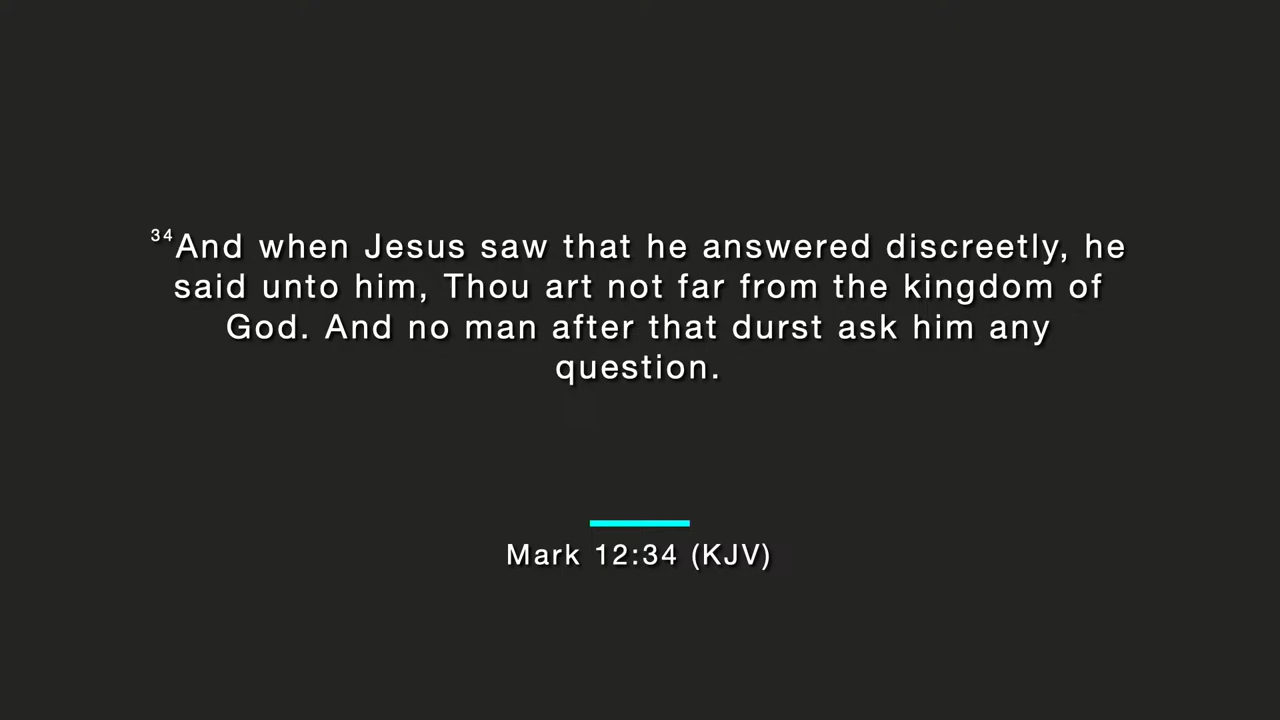 34And when Jesus saw that he answered discreetly, he
said unto him, Thou art not far from the kingdom of
God. And no man after that durst ask him any
question.
Mark 12:34 (KJV)